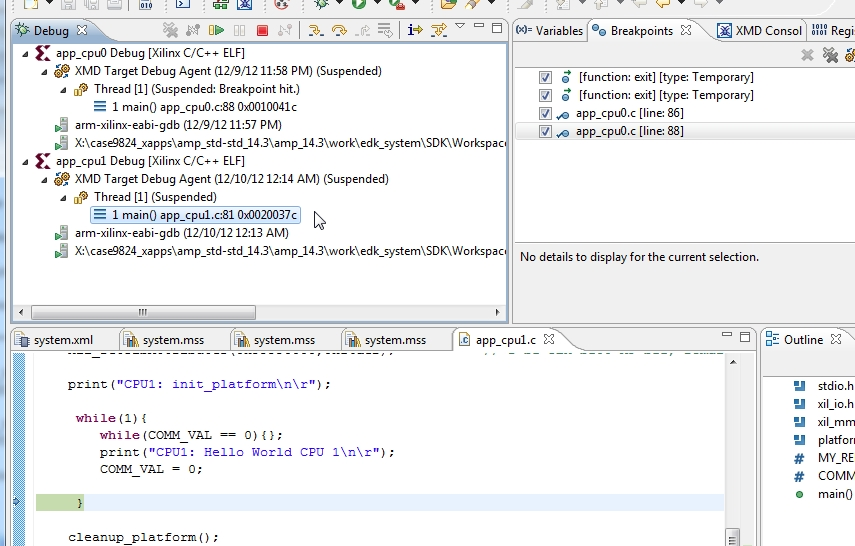 Debug
app_cpu0 Debug [Xilinx C/C++ ELF]
XMD Target Debug Agent (12/9/12 11:58 PM) (Suspended)
Thread [1] (Suspended: Breakpoint hit.)
1 main() app_cpu0.c:88 0x0010041c
arm-xilinx-eabi-gdb (12/9/12 11:57 PM)
X:\case9824_xapps\amp_std-std_14.3\amp_14.3\work\edk_system\SDK\Workspace
app_cpu1 Debug [Xilinx C/C++ ELF]
XMD Target Debug Agent (12/10/12 12:14 AM) (Suspended)
Thread [1] (Suspended)
1 main() app_cpu1.c:81 0x0020037c
arm-xilinx-eabi-gdb (12/10/12 12:13 AM)
X:\case9824_xapps\amp_std-std_14.3\amp_14.3\work\edk_system\SDK\Workspace
(x)= Variables Breakpoints XMD Consol Regi
[function: exit] [type: Temporary]
[function: exit] [type: Temporary]
app_cpu0.c [line: 86]
app_cpu0.c [line: 88]
No details to display for the current selection.
system.xml system.mss system.mss system.mss app_cpu1.c
print("CPU1: init_platform\n\r");
while(1){
while(COMM_VAL == 0){};
print("CPU1: Hello World CPU 1\n\r");
COMM_VAL = 0;
}
cleanup_platform();
Outline
stdio.h
xil_io.h
xil_mm
platfor
MY_RE
COMM
main()